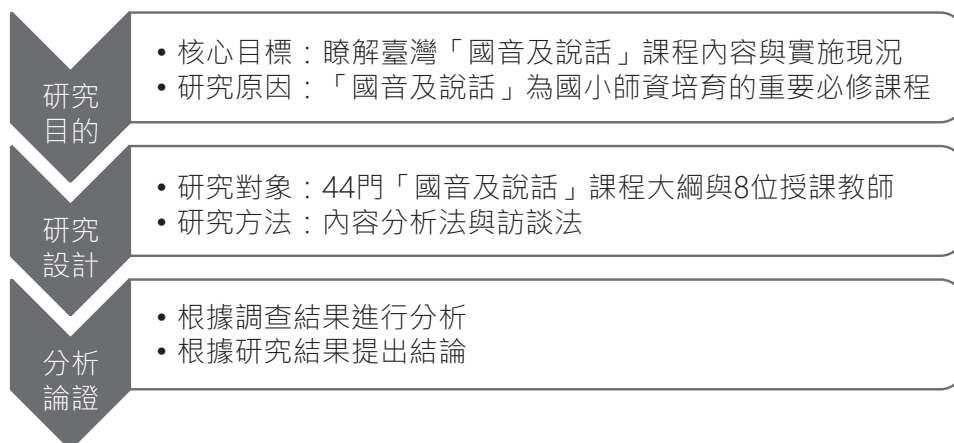 研究
目的
• 核心目標：瞭解臺灣「國音及說話」課程內容與實施現況
• 研究原因：「國音及說話」為國小師資培育的重要必修課程
研究
設計
• 研究對象：44門「國音及說話」課程大綱與8位授課教師
• 研究方法：內容分析法與訪談法
分析
論證
• 根據調查結果進行分析
• 根據研究結果提出結論